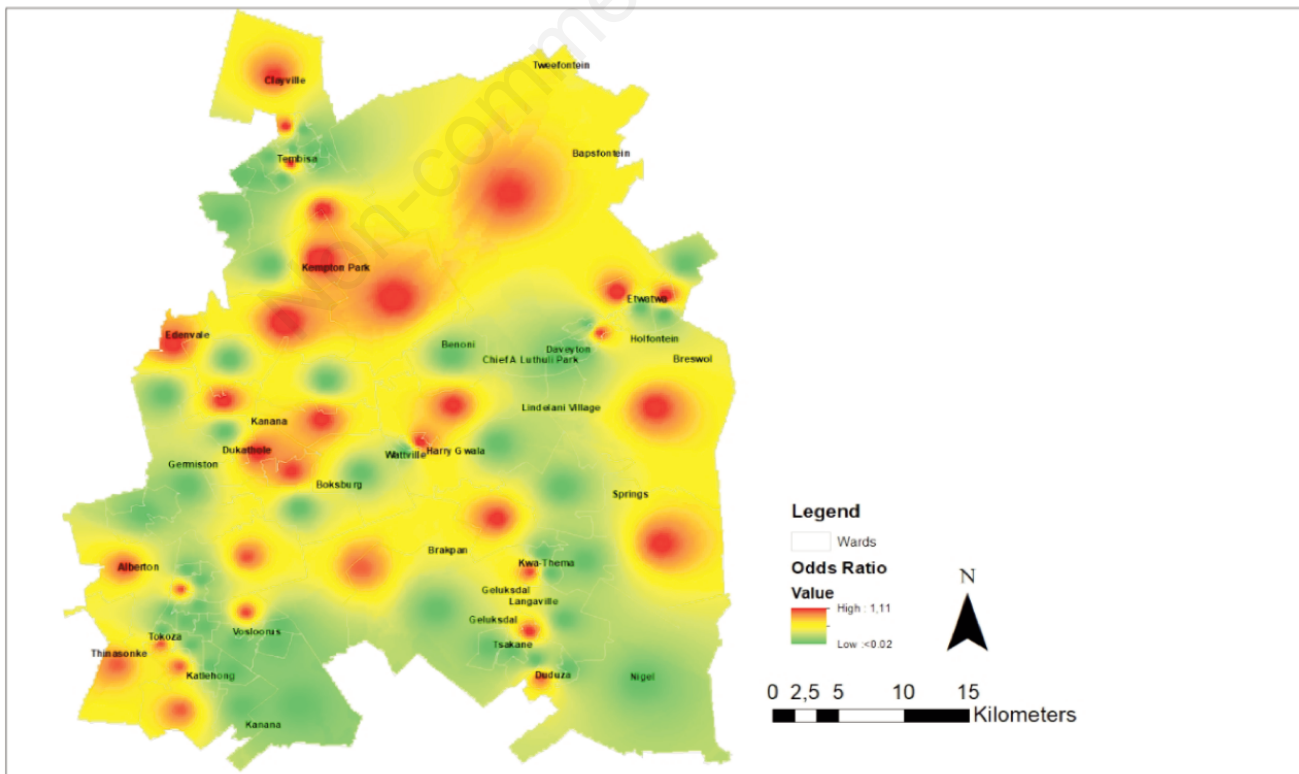 Non-comme
Tweefontein
Clayville
Bapsfontein
Tembisa
Kempton Park
Etwatwa
Edenvale
Holfontein
Benoni
Daveyton
Chief A Luthuli Park
Breswol
Lindelani Village
Kanana
Dukathole
Wattville
Harry Gwala
Germiston
Boksburg
Springs
Brakpan
Alberton
Kwa-Thema
Geluksdal
Langaville
Geluksdal
Tokoza
Vosloorus
Tsakane
Thinasonke
Katlehong
Duduza
Nigel
Kanana
Legend
Wards
Odds Ratio
Value
High : 1,11
Low :<0.02
N
0 2,5 5 10 15
Kilometers